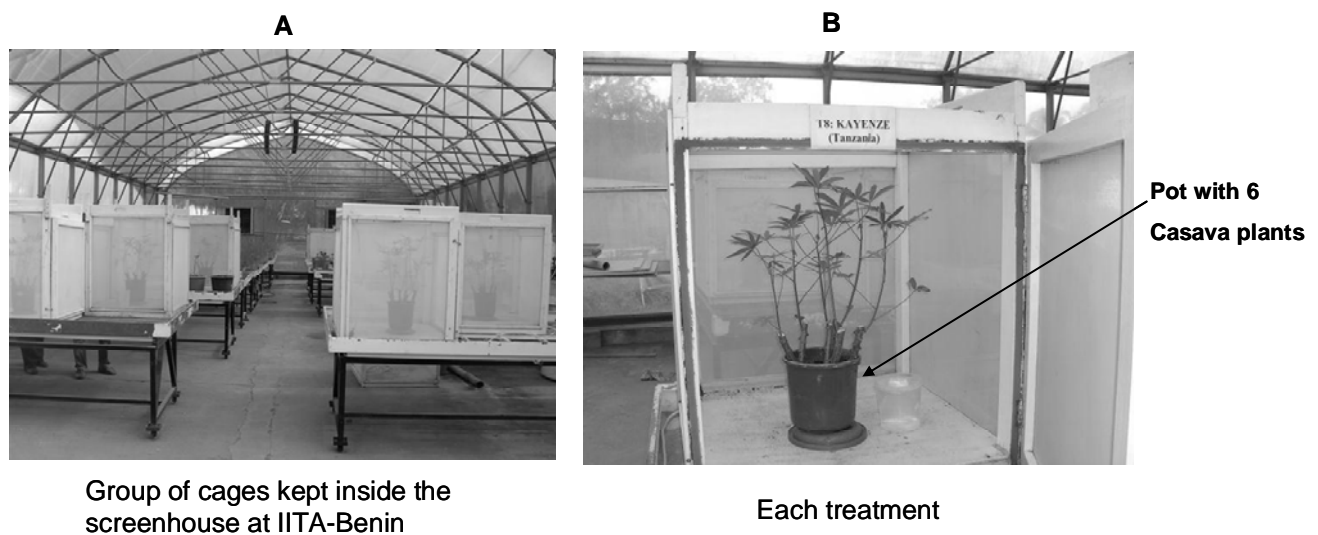 A
B
T8: KAYENZE
(Tanzania)
Pot with 6
Casava plants
Group of cages kept inside the
screenhouse at IITA-Benin
Each treatment